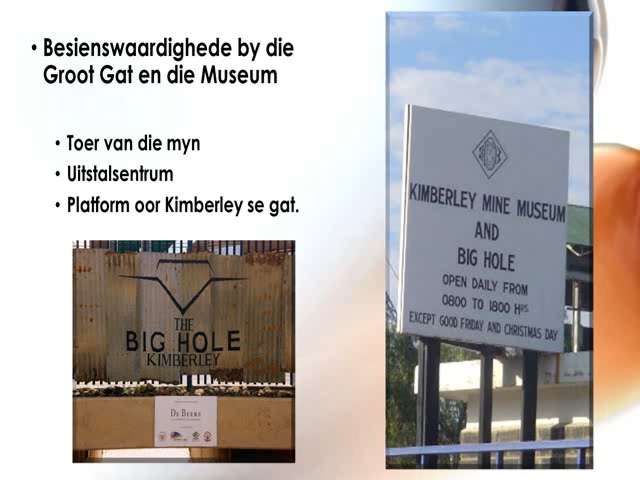 • Besienswaardighede by die
Groot Gat en die Museum
• Toer van die myn
• Uitstalsentrum
• Platform oor Kimberley se gat.
THE
BIG HOLE
KIMBERLEY
DE BEERS
KIMBERLEY MINE MUSEUM
AND
BIG HOLE
OPEN DAILY FROM
0800 TO 1800 HRS
EXCEPT GOOD FRIDAY AND CHRISTMAS DAY